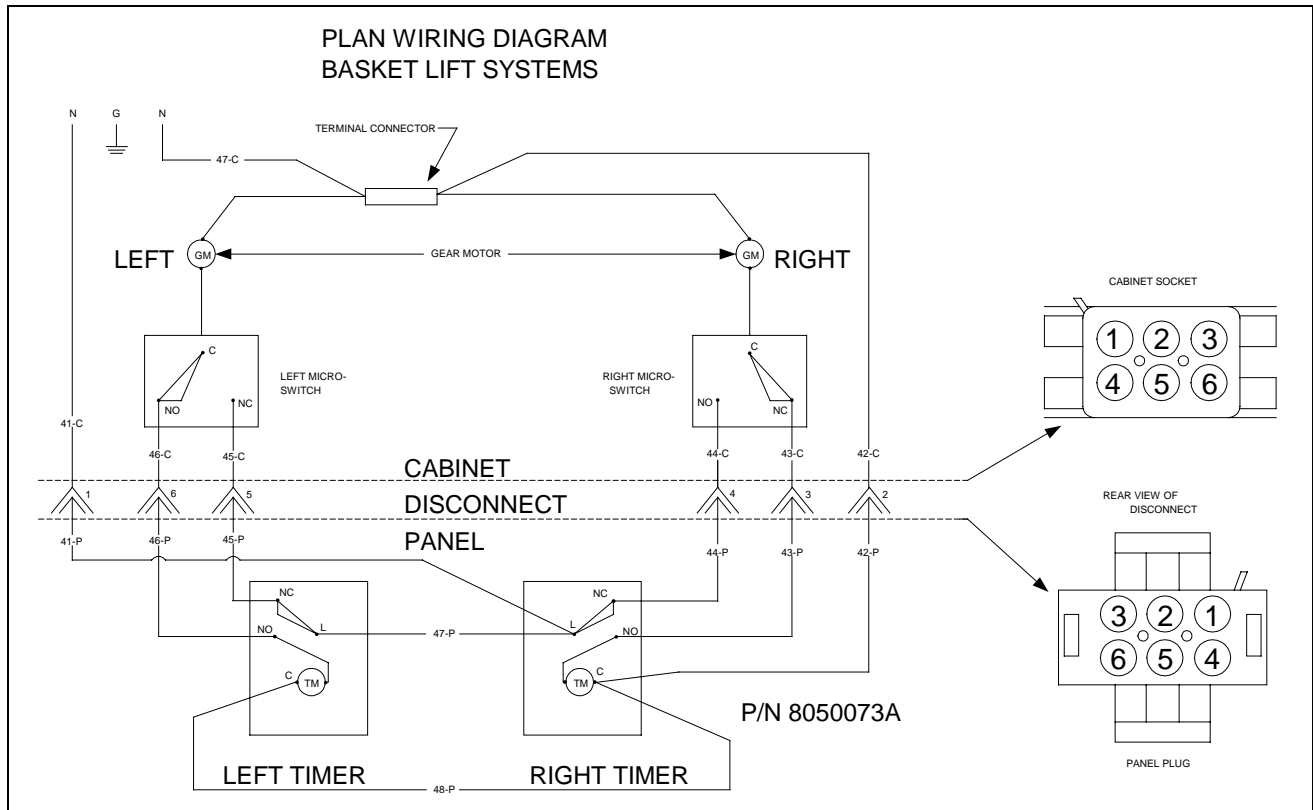 PLAN WIRING DIAGRAM
BASKET LIFT SYSTEMS
N
G
N
TERMINAL CONNECTOR
47-C
LEFT
GM
GEAR MOTOR
GM
RIGHT
CABINET SOCKET
1
2
3
4
5
6
C
NO
NC
LEFT MICRO-
SWITCH
RIGHT MICRO-
SWITCH
C
NO
NC
41-C
46-C
45-C
44-C
43-C
42-C
CABINET
1
6
5
DISCONNECT
4
3
2
PANEL
41-P
46-P
45-P
44-P
43-P
42-P
REAR VIEW OF
DISCONNECT
3
2
1
6
5
4
PANEL PLUG
NC
NO
L
C
TM
47-P
NC
L
NO
C
TM
P/N 8050073A
LEFT TIMER
RIGHT TIMER
48-P